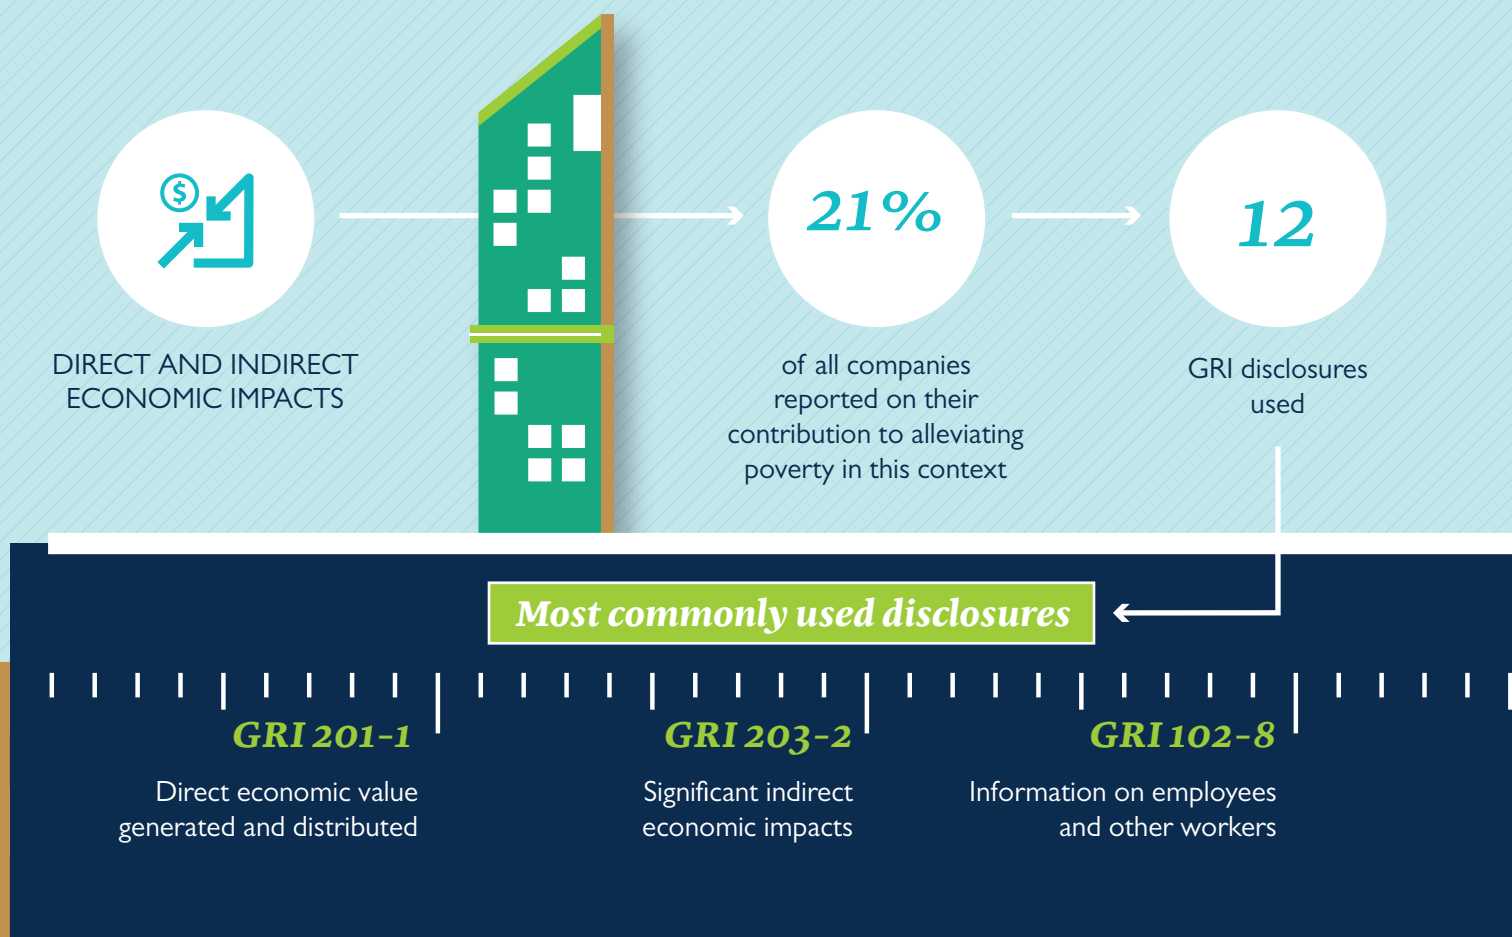 $
DIRECT AND INDIRECT
ECONOMIC IMPACTS
21%
of all companies
reported on their
contribution to alleviating
poverty in this context
12
GRI disclosures
used
Most commonly used disclosures
GRI 201-1
Direct economic value
generated and distributed
GRI 203-2
Significant indirect
economic impacts
GRI 102-8
Information on employees
and other workers